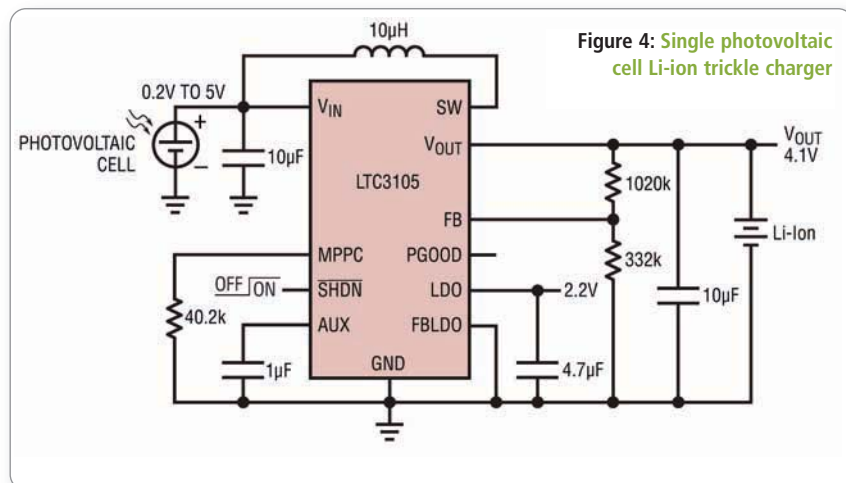 Figure 4: Single photovoltaic
cell Li-ion trickle charger
10µH
0.2V TO 5V
PHOTOVOLTAIC
CELL
+
−
10µF
VIN
SW
VOUT
LTC3105
FB
MPPC
PGOOD
OFF ON
SHDN
LDO
AUX
FBLDO
GND
40.2k
1µF
2.2V
4.7µF
1020k
332k
10µF
VOUT
4.1V
Li-Ion